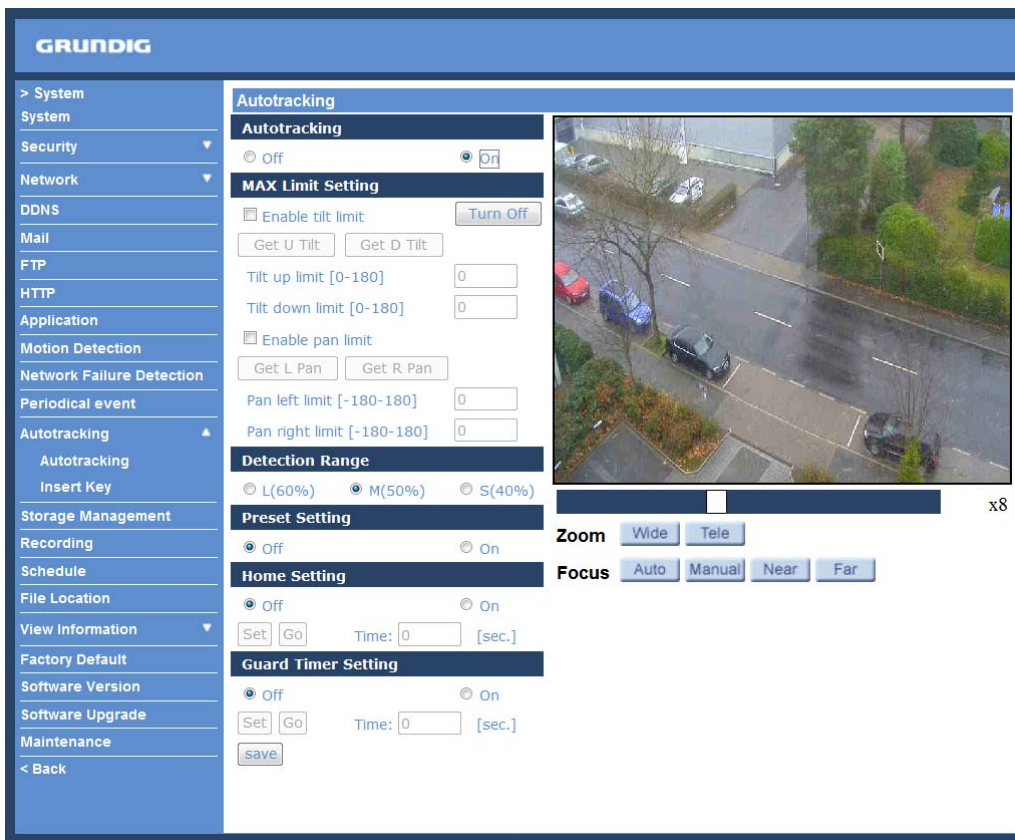 GRUNDIG
> System
System
Security
Network
DDNS
Mail
FTP
HTTP
Application
Motion Detection
Network Failure Detection
Periodical event
Autotracking
Autotracking
Insert Key
Storage Management
Recording
Schedule
File Location
View Information
Factory Default
Software Version
Software Upgrade
Maintenance
< Back
Autotracking
Autotracking
Off On
MAX Limit Setting
Enable tilt limit Turn Off
Get U Tilt Get D Tilt
Tilt up limit [0-180] 0
Tilt down limit [0-180] 0
Enable pan limit
Get L Pan Get R Pan
Pan left limit [-180-180] 0
Pan right limit [-180-180] 0
Detection Range
L(60%) M(50%) S(40%)
Preset Setting
Off On
Home Setting
Off On
Set Go Time: 0 [sec.]
Guard Timer Setting
Off On
Set Go Time: 0 [sec.]
save
x8
Zoom Wide Tele
Focus Auto Manual Near Far